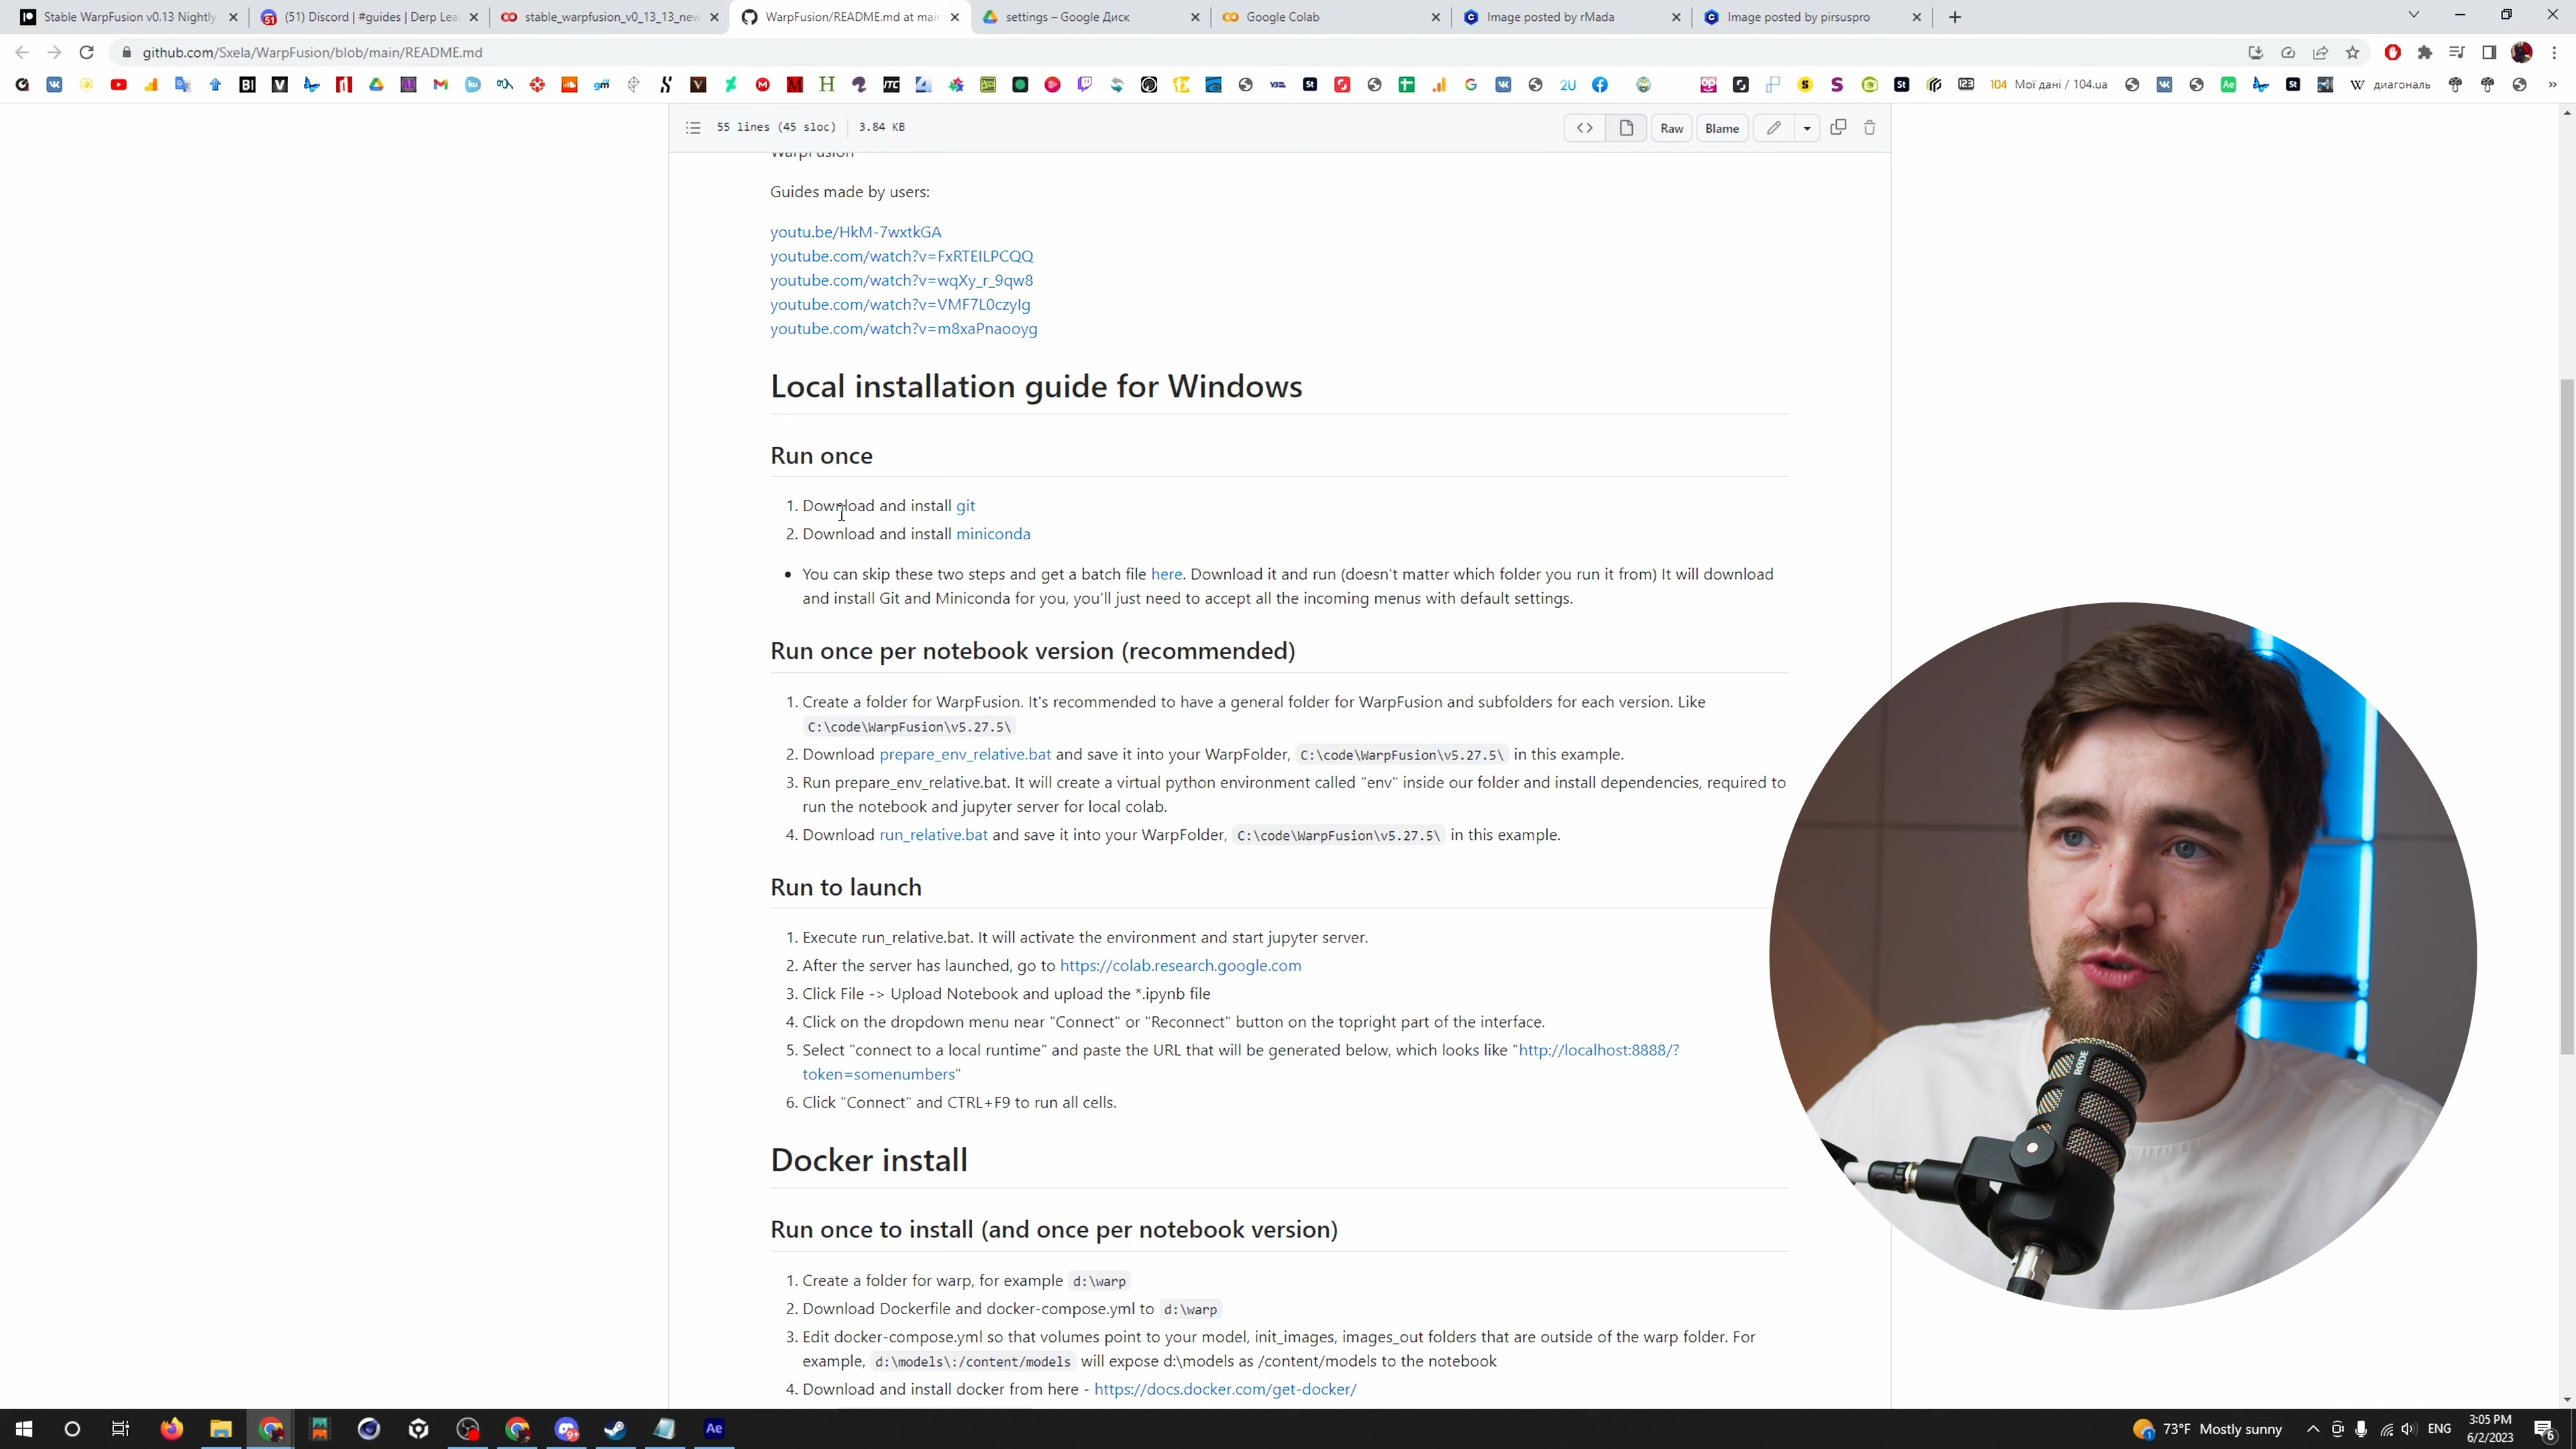 Stable WarpFusion v0.13 Nightly
(51) Discord | #guides | Derp Lea
stable_warpfusion_v0_13_13_new
WarpFusion/README.md at mai
settings – Google Диск
Google Colab
Image posted by rMada
Image posted by pirsuspro
github.com/Sxela/WarpFusion/blob/main/README.md
104 Мої дані / 104.ua
диагональ
55 lines (45 sloc)
3.84 KB
Raw
Blame
WarpFusion
Guides made by users:
youtu.be/HkM-7wxtkGA
youtube.com/watch?v=FxRTEILPCQQ
youtube.com/watch?v=wqXy_r_9qw8
youtube.com/watch?v=VMF7L0czyIg
youtube.com/watch?v=m8xaPnaooyg
Local installation guide for Windows
Run once
1. Download and install git
2. Download and install miniconda
• You can skip these two steps and get a batch file here. Download it and run (doesn't matter which folder you run it from) It will download
and install Git and Miniconda for you, you'll just need to accept all the incoming menus with default settings.
Run once per notebook version (recommended)
1. Create a folder for WarpFusion. It's recommended to have a general folder for WarpFusion and subfolders for each version. Like
C:\code\WarpFusion\v5.27.5\
2. Download prepare_env_relative.bat and save it into your WarpFolder, C:\code\WarpFusion\v5.27.5\ in this example.
3. Run prepare_env_relative.bat. It will create a virtual python environment called "env" inside our folder and install dependencies, required to
run the notebook and jupyter server for local colab.
4. Download run_relative.bat and save it into your WarpFolder, C:\code\WarpFusion\v5.27.5\ in this example.
Run to launch
1. Execute run_relative.bat. It will activate the environment and start jupyter server.
2. After the server has launched, go to https://colab.research.google.com
3. Click File -> Upload Notebook and upload the *.ipynb file
4. Click on the dropdown menu near "Connect" or "Reconnect" button on the topright part of the interface.
5. Select "connect to a local runtime" and paste the URL that will be generated below, which looks like "http://localhost:8888/?
token=somenumbers"
6. Click "Connect" and CTRL+F9 to run all cells.
Docker install
Run once to install (and once per notebook version)
1. Create a folder for warp, for example d:\warp
2. Download Dockerfile and docker-compose.yml to d:\warp
3. Edit docker-compose.yml so that volumes point to your model, init_images, images_out folders that are outside of the warp folder. For
example, d:\models\:/content/models will expose d:\models as /content/models to the notebook
4. Download and install docker from here - https://docs.docker.com/get-docker/
RØDE
73°F Mostly sunny
ENG
3:05 PM
6/2/2023